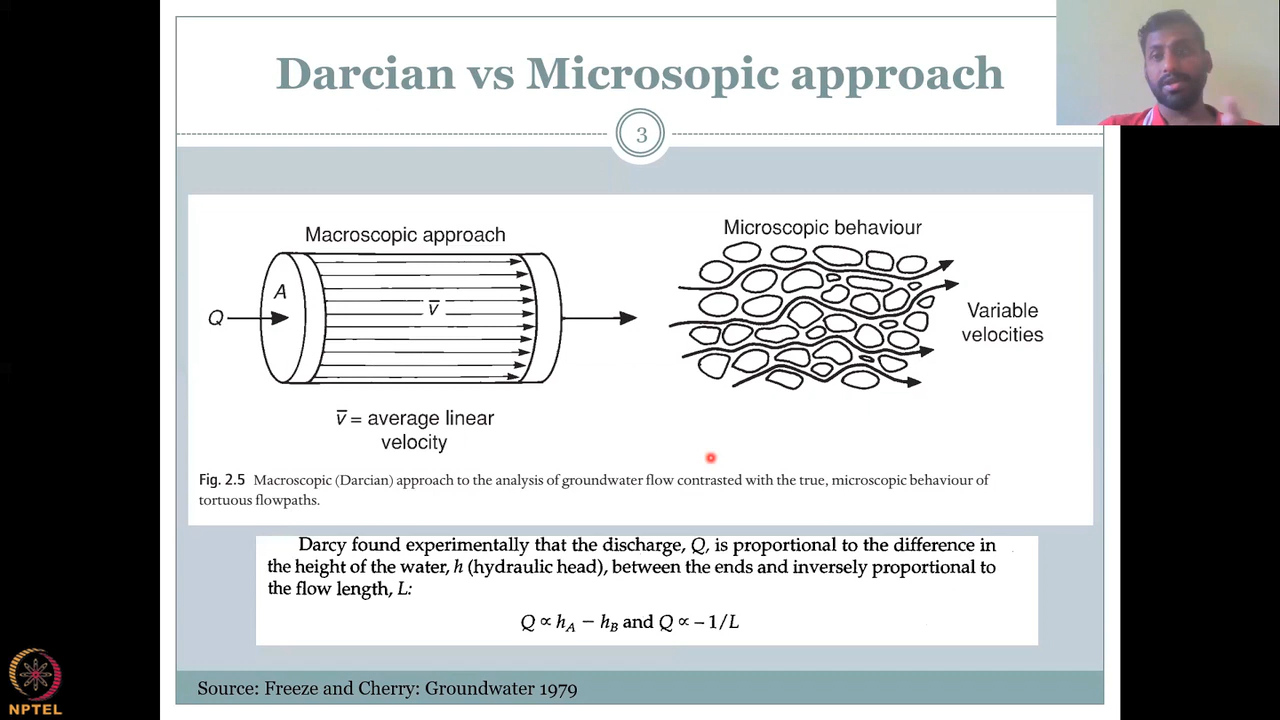 Darcian vs Microsopic approach
3
Macroscopic approach
Q
A
v̅
v̅ = average linear
velocity
Microscopic behaviour
Variable
velocities
Fig. 2.5 Macroscopic (Darcian) approach to the analysis of groundwater flow contrasted with the true, microscopic behaviour of
tortuous flowpaths.
Darcy found experimentally that the discharge, Q, is proportional to the difference in
the height of the water, h (hydraulic head), between the ends and inversely proportional to
the flow length, L:
Q ∝ hA − hB and Q ∝ − 1/L
Source: Freeze and Cherry: Groundwater 1979
NPTEL